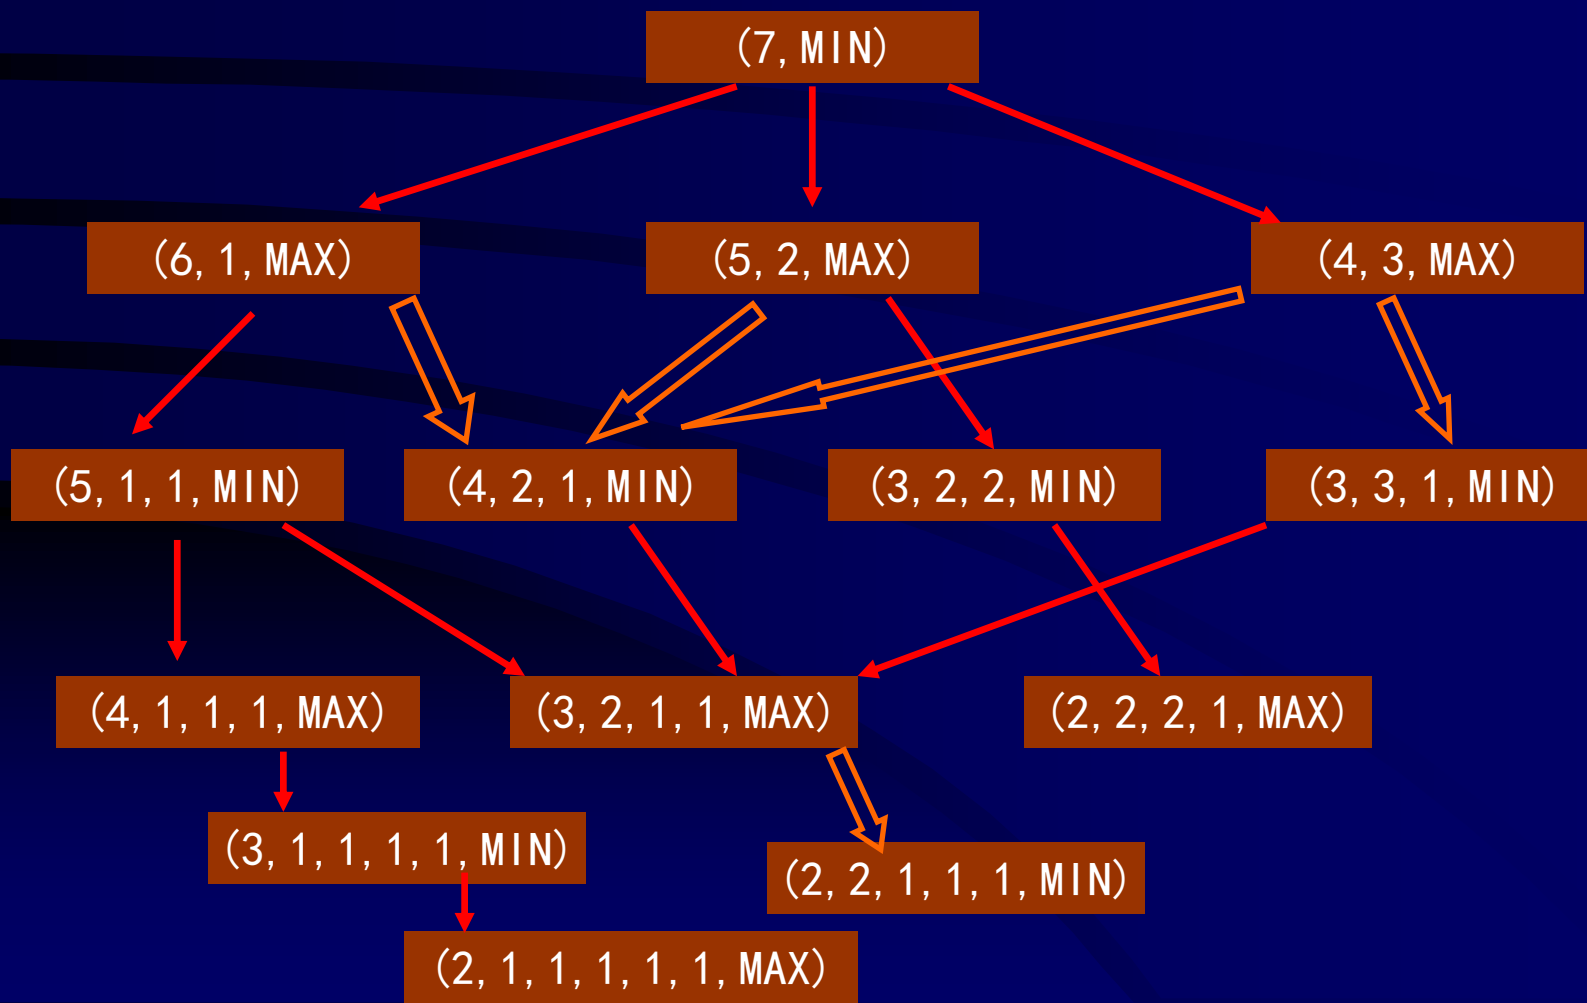 (7,MIN)
(6,1,MAX)
(5,2,MAX)
(4,3,MAX)
(5,1,1,MIN)
(4,2,1,MIN)
(3,2,2,MIN)
(3,3,1,MIN)
(4,1,1,1,MAX)
(3,2,1,1,MAX)
(2,2,2,1,MAX)
(3,1,1,1,1,MIN)
(2,2,1,1,1,MIN)
(2,1,1,1,1,1,MAX)